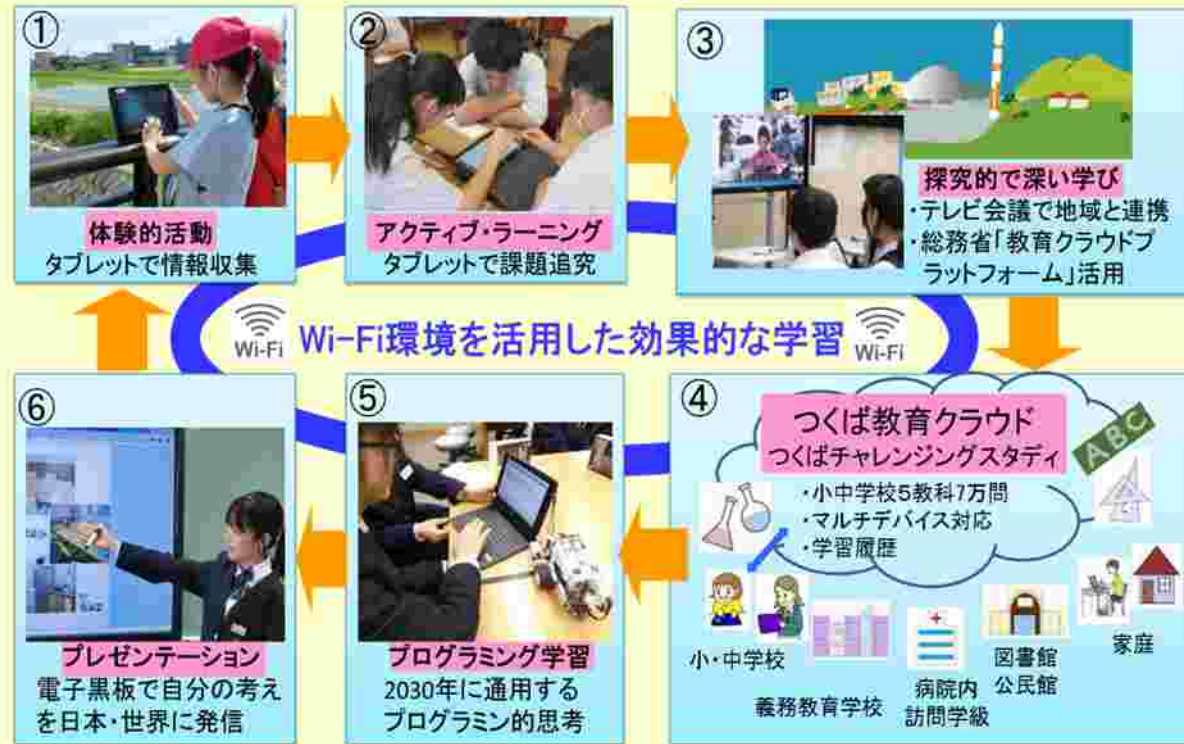 ①
体験的活動
タブレットで情報収集
②
アクティブ・ラーニング
タブレットで課題追究
③
探究的で深い学び
・テレビ会議で地域と連携
・総務省「教育クラウドプ
ラットフォーム」活用
Wi-Fi
Wi-Fi環境を活用した効果的な学習
Wi-Fi
④
つくば教育クラウド
つくばチャレンジングスタディ
・小中学校5教科7万問
・マルチデバイス対応
・学習履歴
ABC
小・中学校
義務教育学校
病院内
訪問学級
図書館
公民館
家庭
⑤
プログラミング学習
2030年に通用する
プログラミン的思考
⑥
プレゼンテーション
電子黒板で自分の考え
を日本・世界に発信